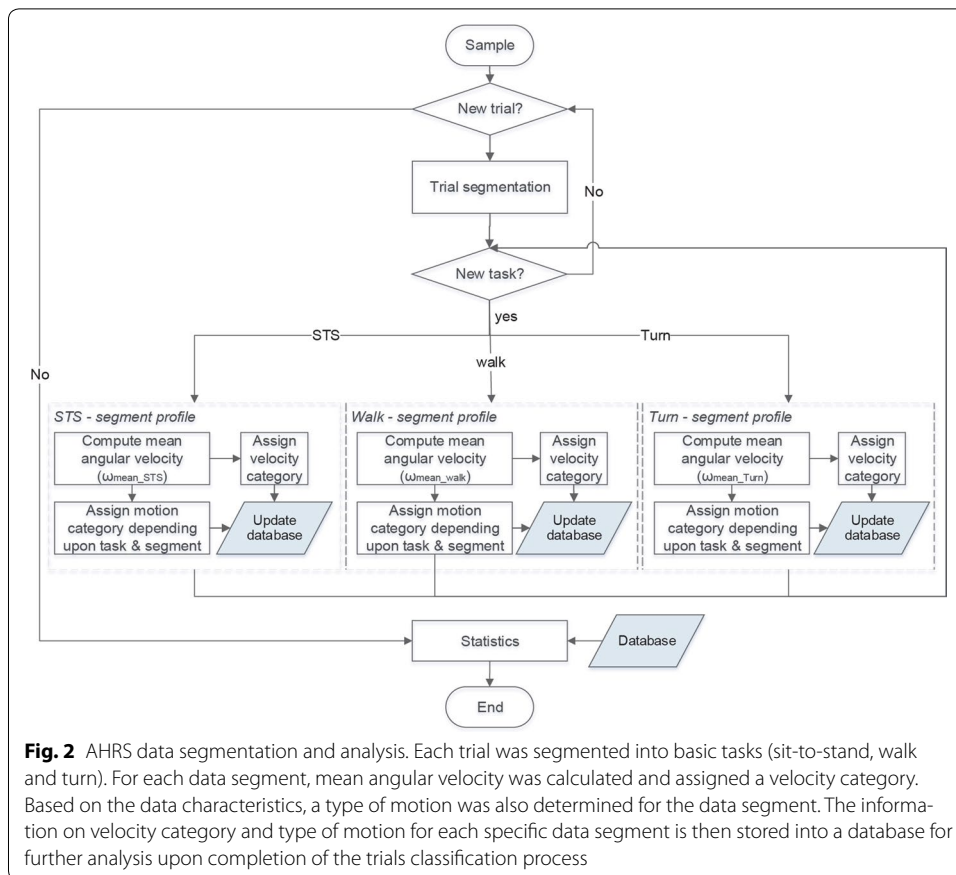 Sample
New trial?
Trial segmentation
No
New task?
yes
STS
walk
Turn
No
STS - segment profile
Compute mean
angular velocity
(ωmean_STS)
Assign
velocity
category
Assign motion
category depending
upon task & segment
Update
database
Walk - segment profile
Compute mean
angular velocity
(ωmean_walk)
Assign
velocity
category
Assign motion
category depending
upon task & segment
Update
database
Turn - segment profile
Compute mean
angular velocity
(ωmean_Turn)
Assign
velocity
category
Assign motion
category depending
upon task & segment
Update
database
Statistics
Database
End
Fig. 2 AHRS data segmentation and analysis. Each trial was segmented into basic tasks (sit-to-stand, walk
and turn). For each data segment, mean angular velocity was calculated and assigned a velocity category.
Based on the data characteristics, a type of motion was also determined for the data segment. The informa-
tion on velocity category and type of motion for each specific data segment is then stored into a database for
further analysis upon completion of the trials classification process